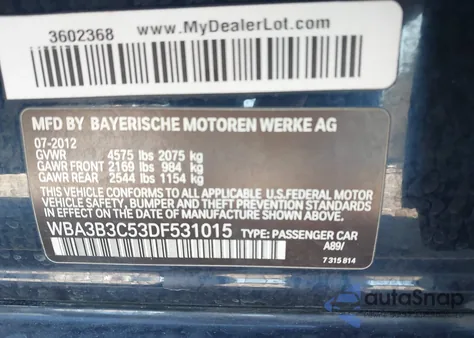 3602368
www.MyDealerLot.com
MFD BY BAYERISCHE MOTOREN WERKE AG
07-2012
GVWR 4575 lbs 2075 kg
GAWR FRONT 2169 lbs 984 kg
GAWR REAR 2544 lbs 1154 kg
THIS VEHICLE CONFORMS TO ALL APPLICABLE U.S.FEDERAL MOTOR
VEHICLE SAFETY, BUMPER AND THEFT PREVENTION STANDARDS IN
EFFECT ON THE DATE OF MANUFACTURE SHOWN ABOVE.
WBA3B3C53DF531015 TYPE: PASSENGER CAR
A89/
7 315 814
autoSnap